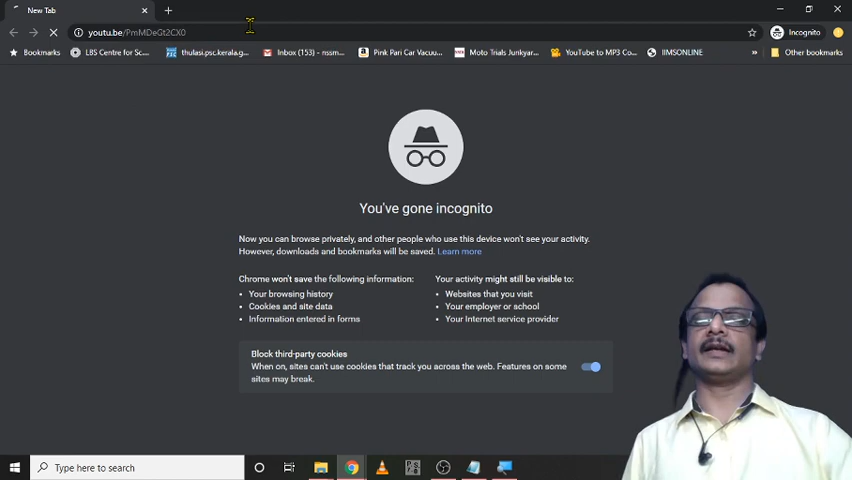 New Tab
youtu.be/PmMDeGt2CX0
Incognito
Bookmarks
LBS Centre for Sc...
thulasi.psc.kerala.g...
Inbox (153) - nssm...
Pink Pari Car Vacuu...
Moto Trials Junkyar...
YouTube to MP3 Co...
IIMSONLINE
Other bookmarks
You've gone incognito
Now you can browse privately, and other people who use this device won't see your activity.
However, downloads and bookmarks will be saved. Learn more
Chrome won't save the following information:
• Your browsing history
• Cookies and site data
• Information entered in forms
Your activity might still be visible to:
• Websites that you visit
• Your employer or school
• Your Internet service provider
Block third-party cookies
When on, sites can't use cookies that track you across the web. Features on some
sites may break.
Type here to search